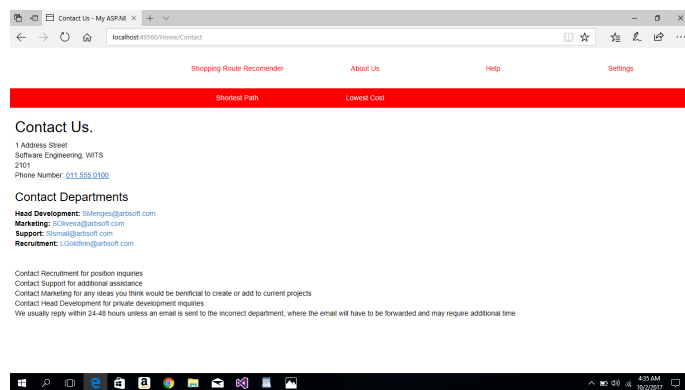 Contact Us - My ASP.NE
localhost:49560/Home/Contact
Shopping Route Recomender About Us Help Settings
Shortest Path Lowest Cost
Contact Us.
1 Address Street
Software Engineering, WITS
2101
Phone Number: 011.555.0100
Contact Departments
Head Development: SMenges@arbsoft.com
Marketing: SOliveira@arbsoft.com
Support: SIsmail@arbsoft.com
Recruitment: LGoldfein@arbsoft.com
Contact Recruitment for position inquiries
Contact Support for additional assistance
Contact Marketing for any ideas you think would be benificial to create or add to current projects
Contact Head Development for private development inquiries
We usually reply within 24-48 hours unless an email is sent to the incorrect department, where the email will have to be forwarded and may require additional time
4:35 AM
10/2/2017